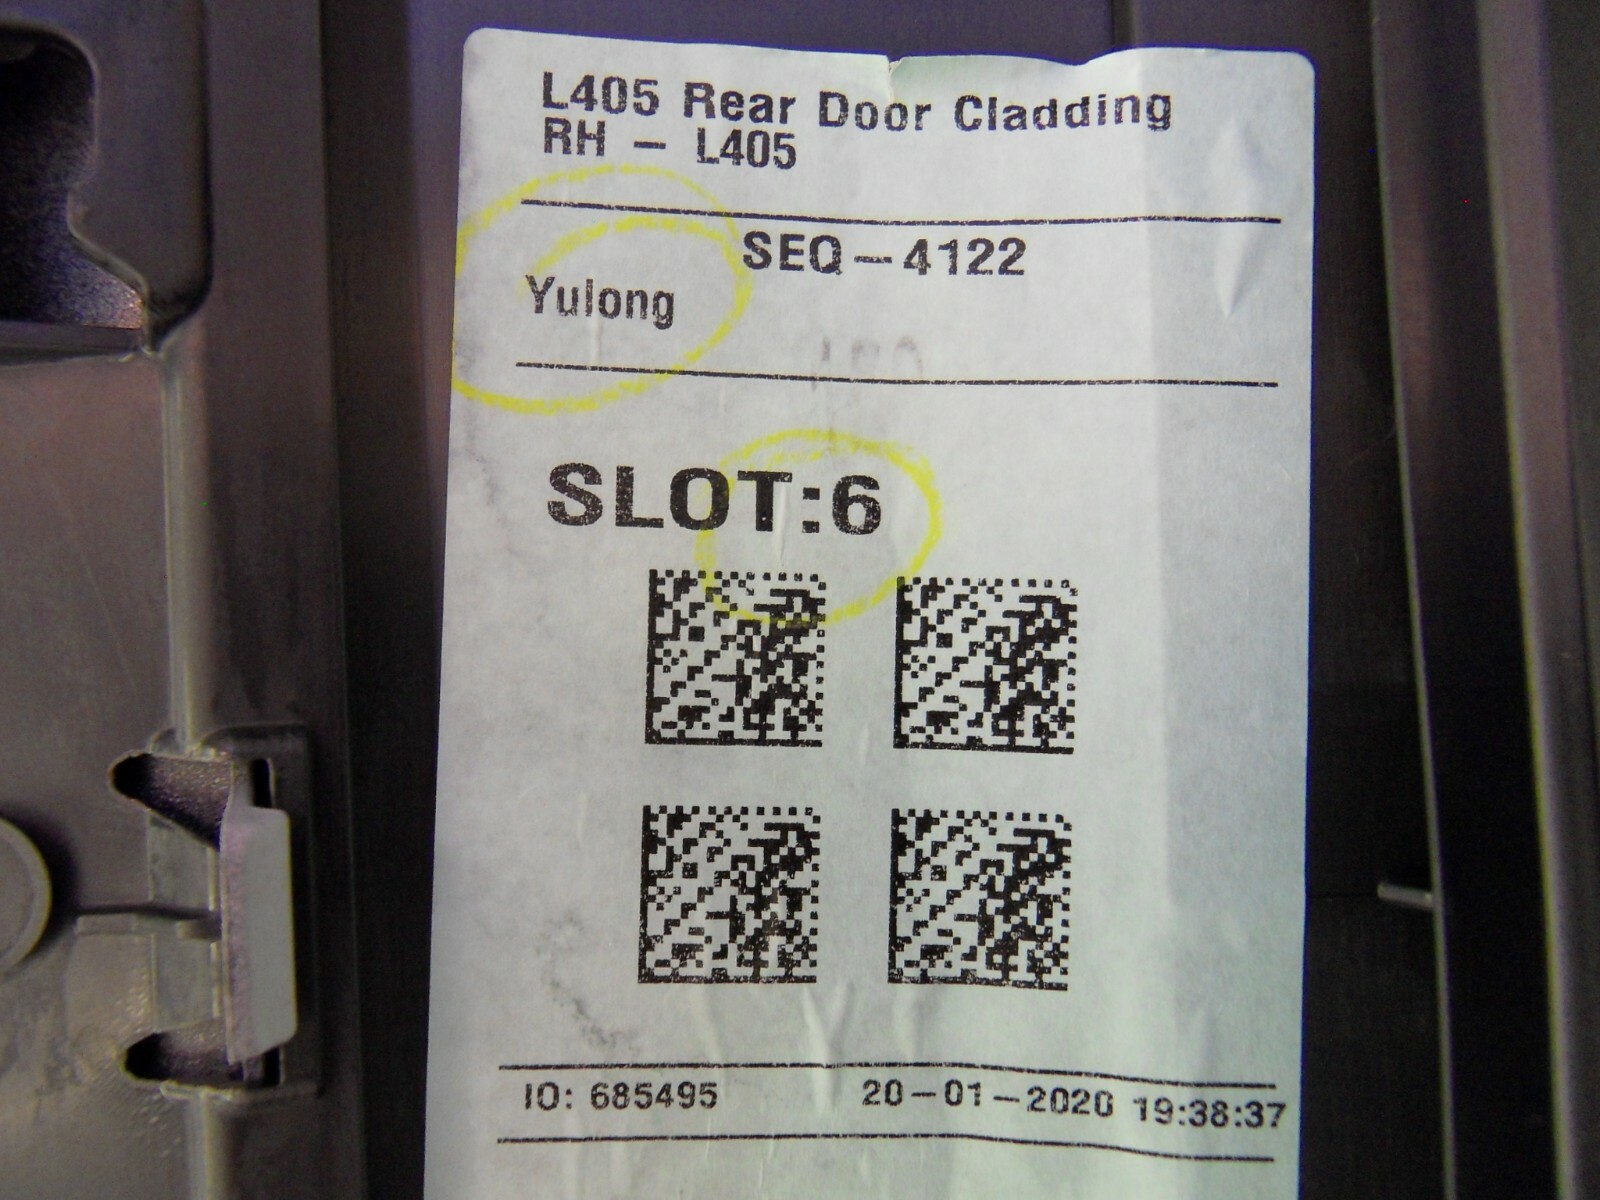 L405 Rear Door Cladding
RH – L405
SEQ–4122
Yulong
SLOT:6
IO: 685495 20–01–2020 19:38:37